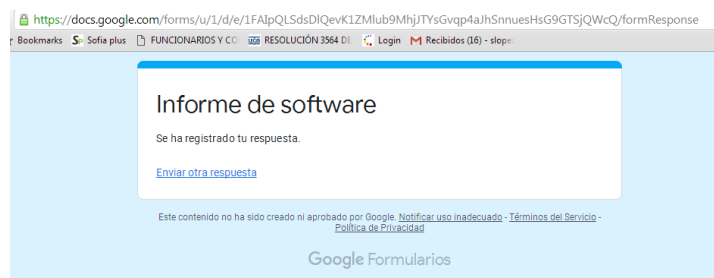 https://docs.google.com/forms/u/1/d/e/1FAIpQLSdsDlQevK1ZMlub9MhjJTYsGvqp4aJhSnnuesHsG9GTSjQWcQ/formResponse
Bookmarks Sofia plus FUNCIONARIOS Y CO RESOLUCIÓN 3564 DE Login Recibidos (16) - slope
Informe de software
Se ha registrado tu respuesta.
Enviar otra respuesta
Este contenido no ha sido creado ni aprobado por Google. Notificar uso inadecuado - Términos del Servicio -
Política de Privacidad
Google Formularios